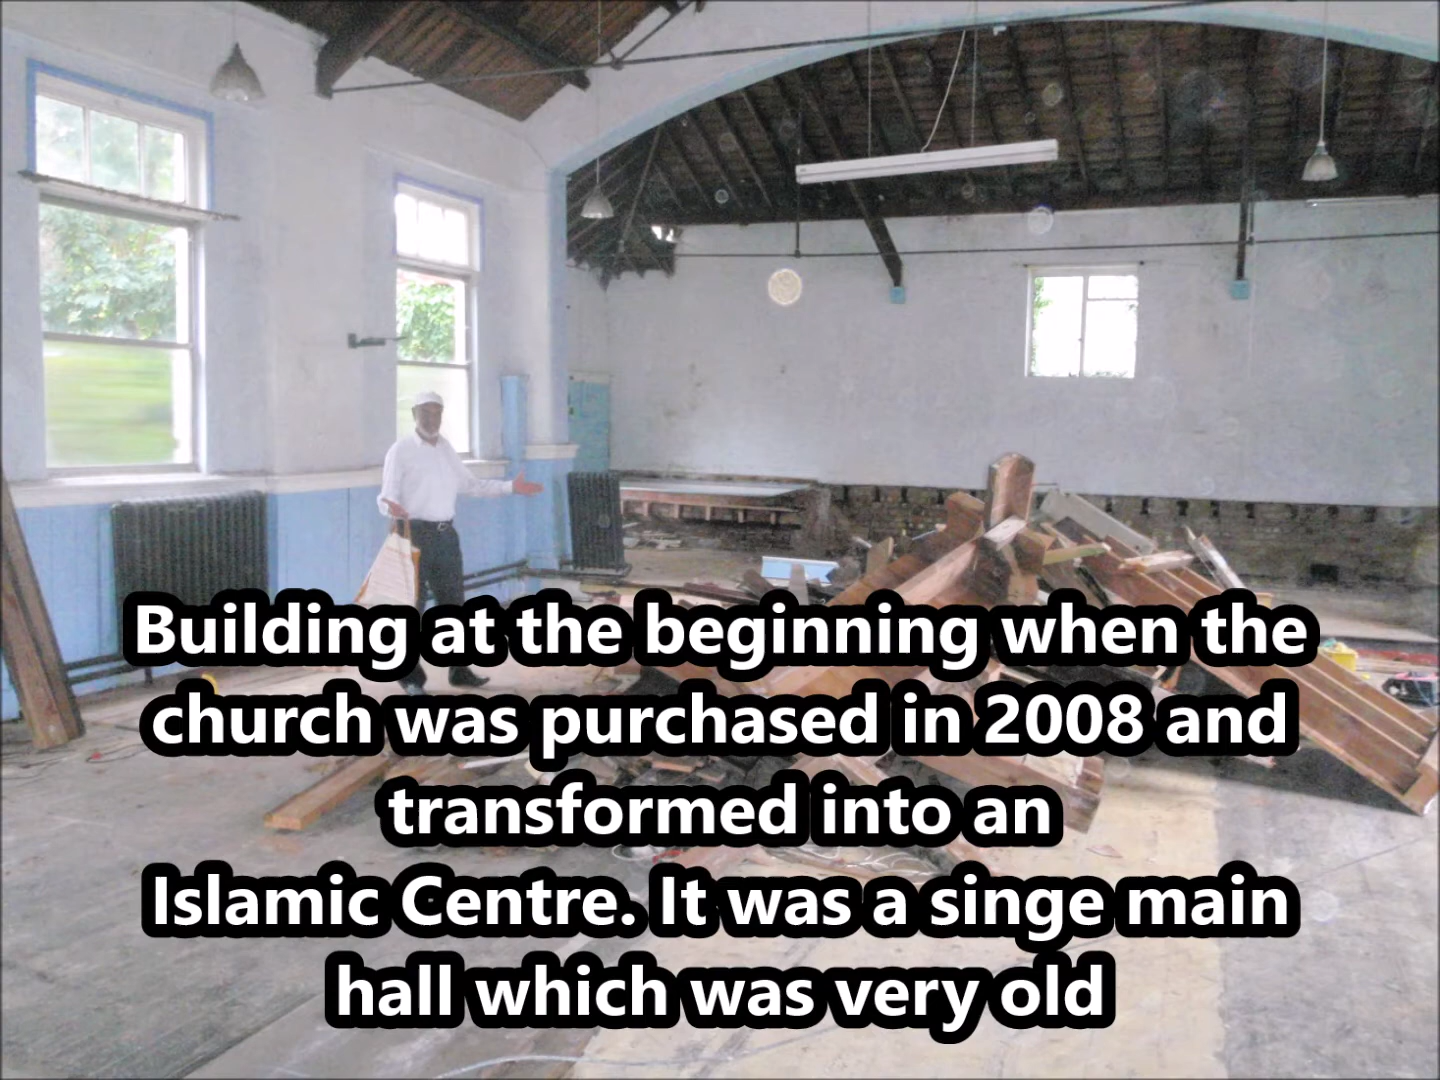 Building at the beginning when the
church was purchased in 2008 and
transformed into an
Islamic Centre. It was a singe main
hall which was very old